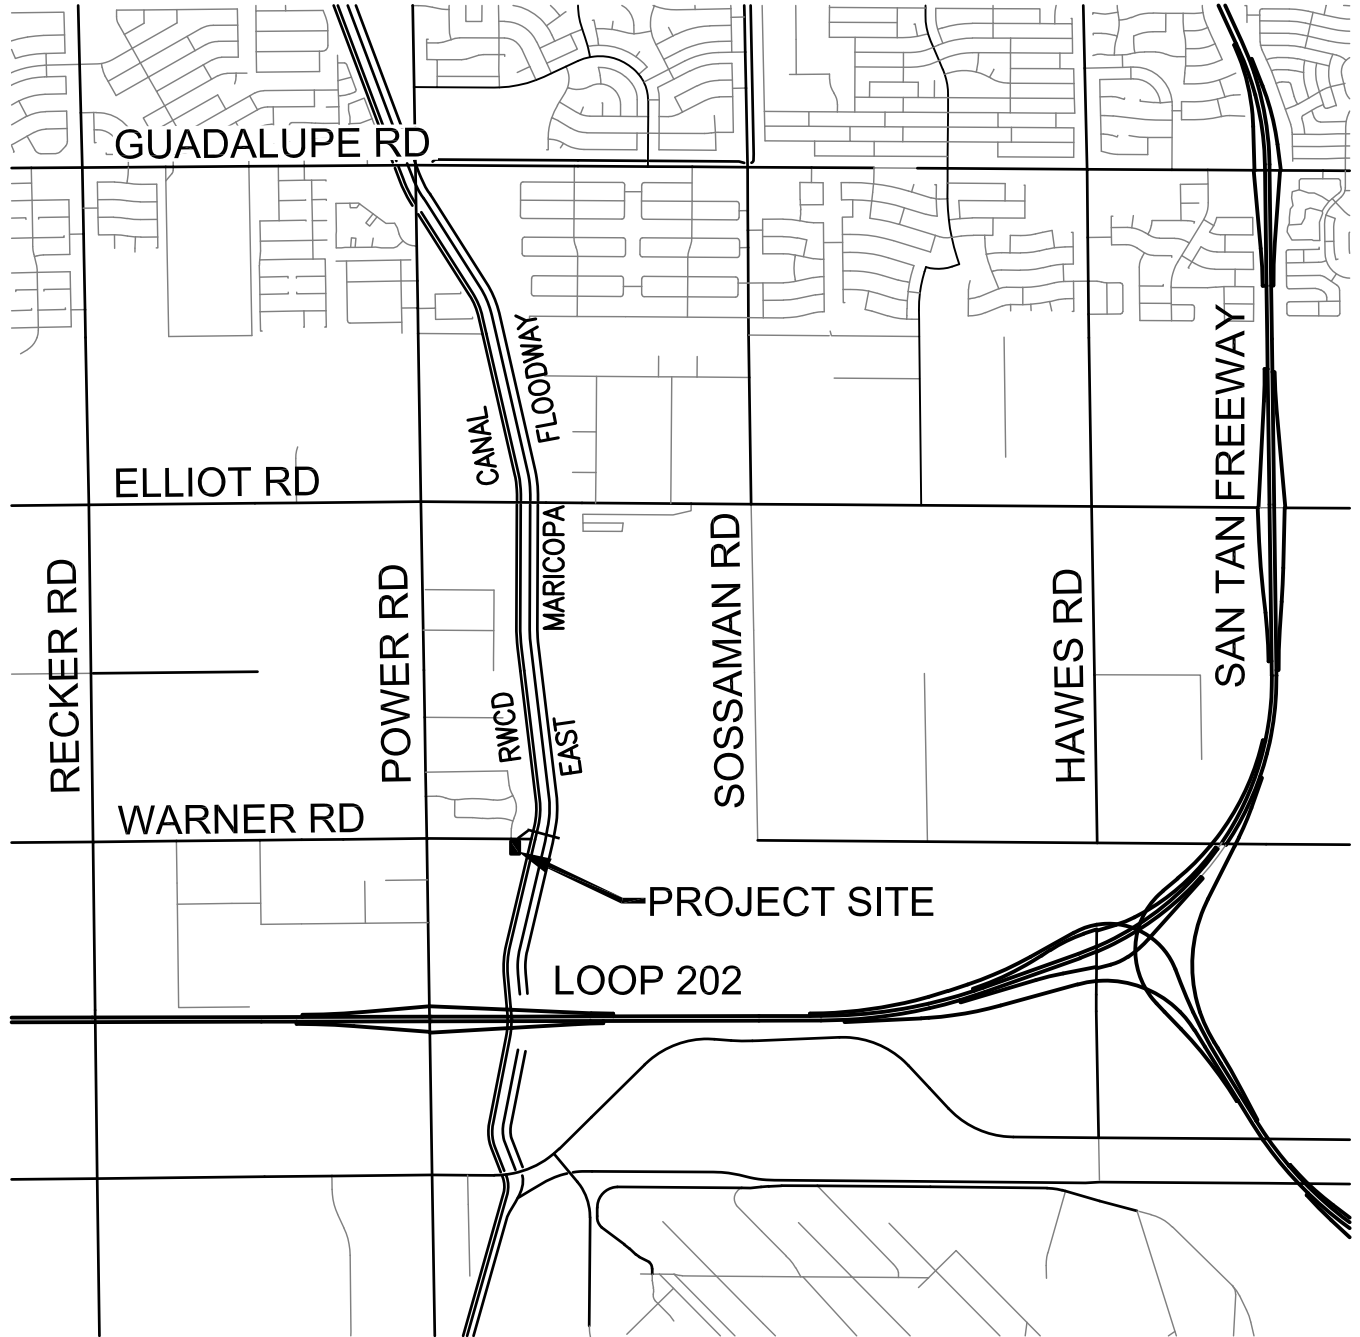 GUADALUPE RD
CANAL
FLOODWAY
ELLIOT RD
SAN TAN FREEWAY
MARICOPA
RECKER RD
POWER RD
SOSSAMAN RD
HAWES RD
RWCD
EAST
WARNER RD
PROJECT SITE
LOOP 202